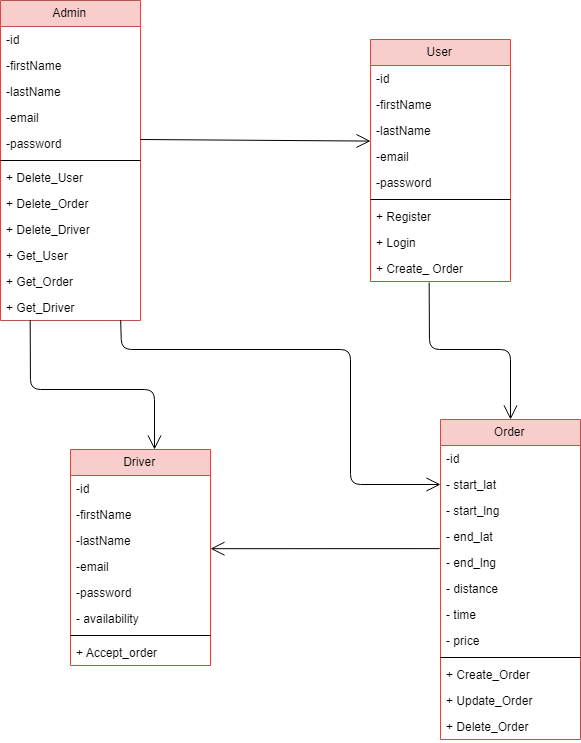 Admin
-id
-firstName
-lastName
-email
-password
+ Delete_User
+ Delete_Order
+ Delete_Driver
+ Get_User
+ Get_Order
+ Get_Driver
User
-id
-firstName
-lastName
-email
-password
+ Register
+ Login
+ Create_ Order
Driver
-id
-firstName
-lastName
-email
-password
- availability
+ Accept_order
Order
-id
- start_lat
- start_lng
- end_lat
- end_lng
- distance
- time
- price
+ Create_Order
+ Update_Order
+ Delete_Order